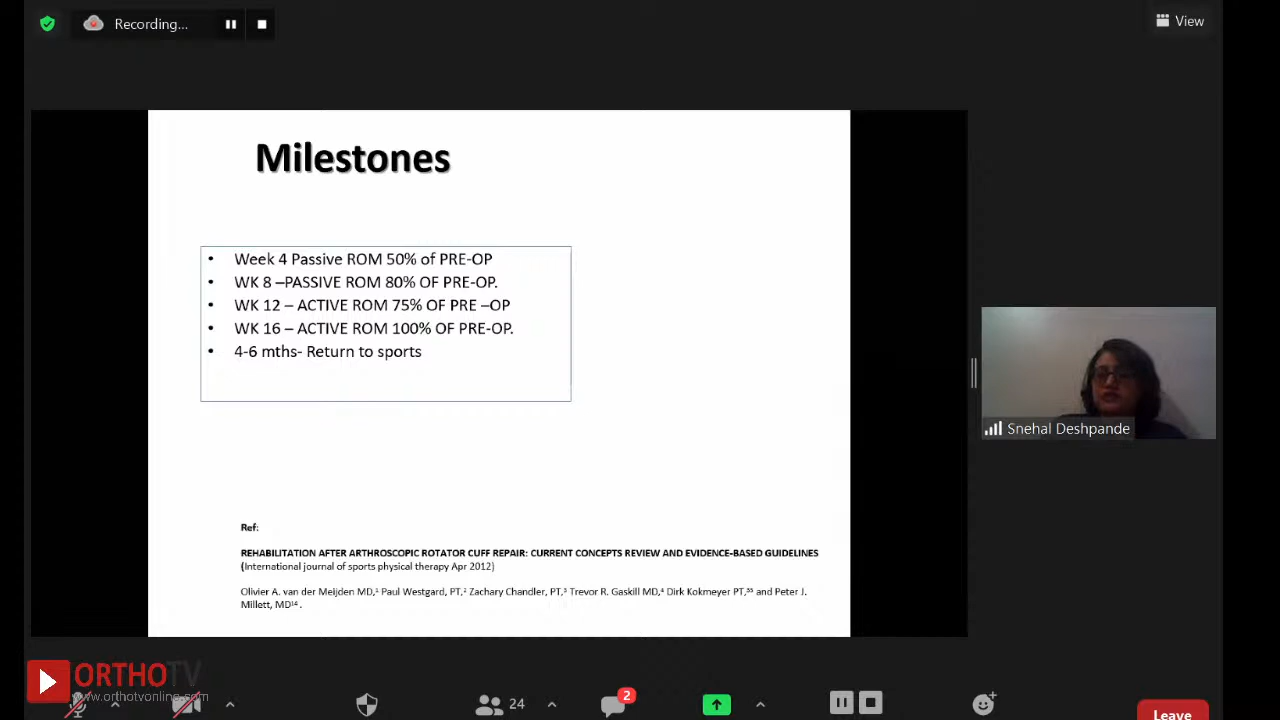 Recording...
View
Milestones
• Week 4 Passive ROM 50% of PRE-OP
• WK 8 –PASSIVE ROM 80% OF PRE-OP.
• WK 12 – ACTIVE ROM 75% OF PRE –OP
• WK 16 – ACTIVE ROM 100% OF PRE-OP.
• 4-6 mths- Return to sports
Snehal Deshpande
Ref:
REHABILITATION AFTER ARTHROSCOPIC ROTATOR CUFF REPAIR: CURRENT CONCEPTS REVIEW AND EVIDENCE-BASED GUIDELINES
(International journal of sports physical therapy Apr 2012)
Olivier A. van der Meijden MD,¹ Paul Westgard, PT,² Zachary Chandler, PT,³ Trevor R. Gaskill MD,⁴ Dirk Kokmeyer PT,³⁵ and Peter J.
Millett, MD¹⁴ .
ORTHOTV
www.orthotvonline.com
24
2
Leave